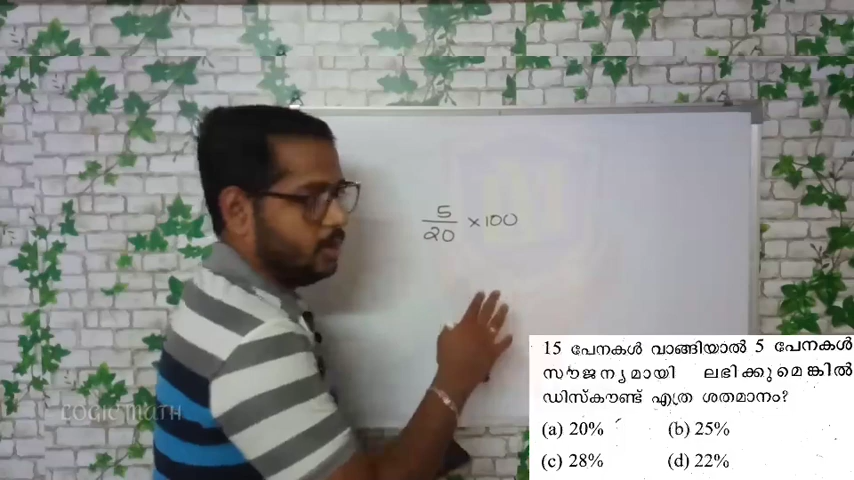 5
20 ×100
15 പേനകൾ വാങ്ങിയാൽ 5 പേനകൾ
സൗജന്യമായി ലഭിക്കുമെങ്കിൽ
ഡിസ്കൗണ്ട് എത്ര ശതമാനം?
(a) 20% (b) 25%
(c) 28% (d) 22%
LOGIC MATH